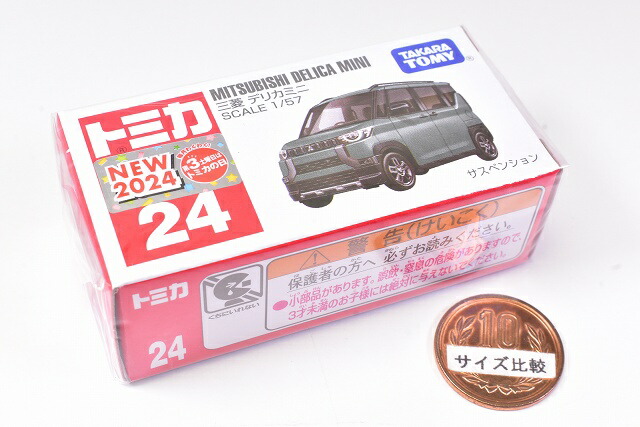 MITSUBISHI DELICA MINI
三菱 デリカミニ
SCALE 1/57
TAKARA
TOMY
®
トミカ
®
NEW
2024
第3土曜日は
トミカの日
24
サスペンション
トミカ
24
くちにいれない
警告(けいこく)
保護者の方へ 必ずお読みください。
●小部品があります。誤飲・窒息の危険がありますので、
3才未満のお子様には絶対に与えないでください。
10
サイズ比較